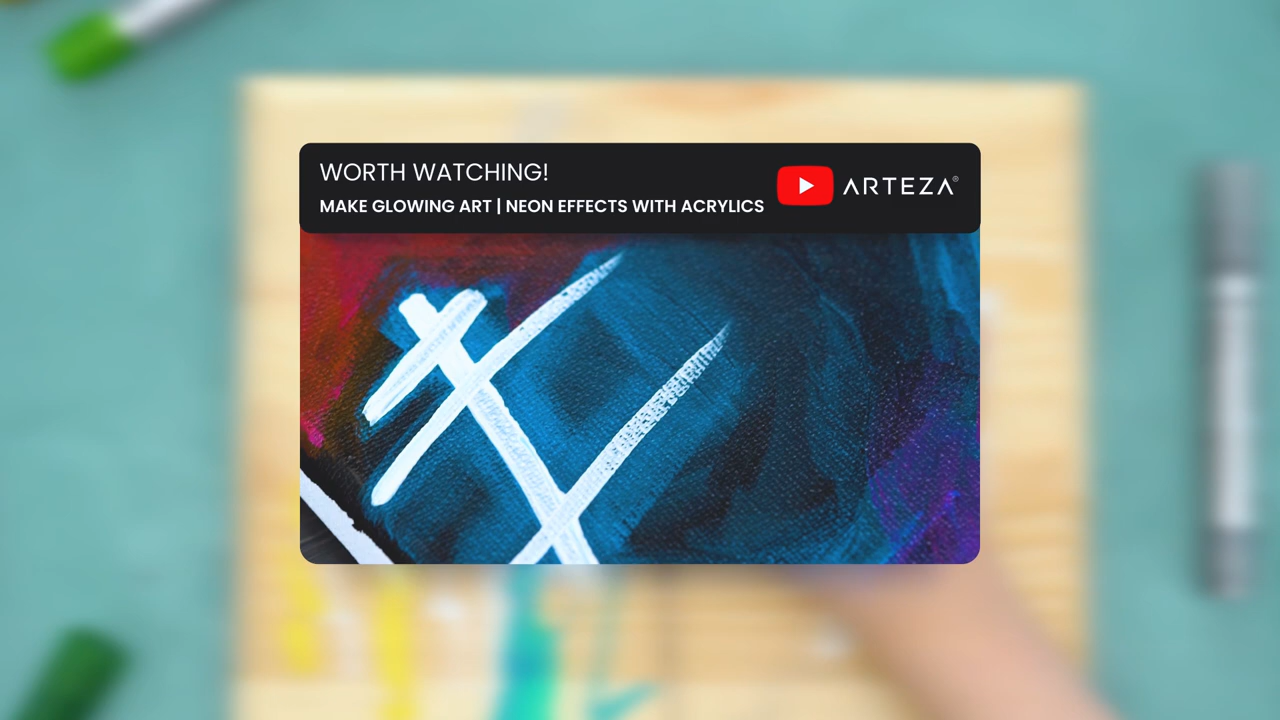 WORTH WATCHING!
MAKE GLOWING ART | NEON EFFECTS WITH ACRYLICS
ARTEZA®